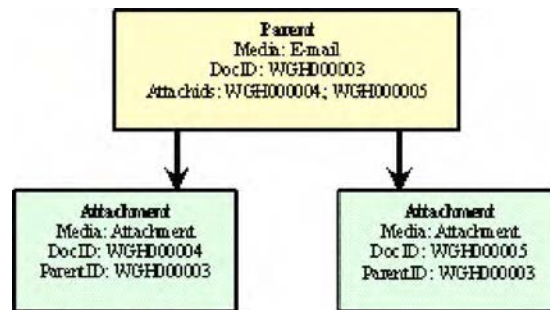 Parent
Media: E-mail
DocID: WGH000003
Attachids: WGH000004; WGH000005
Attachment
Media: Attachment
DocID: WGH000004
ParentID: WGH000003
Attachment
Media: Attachment
DocID: WGH000005
ParentID: WGH000003